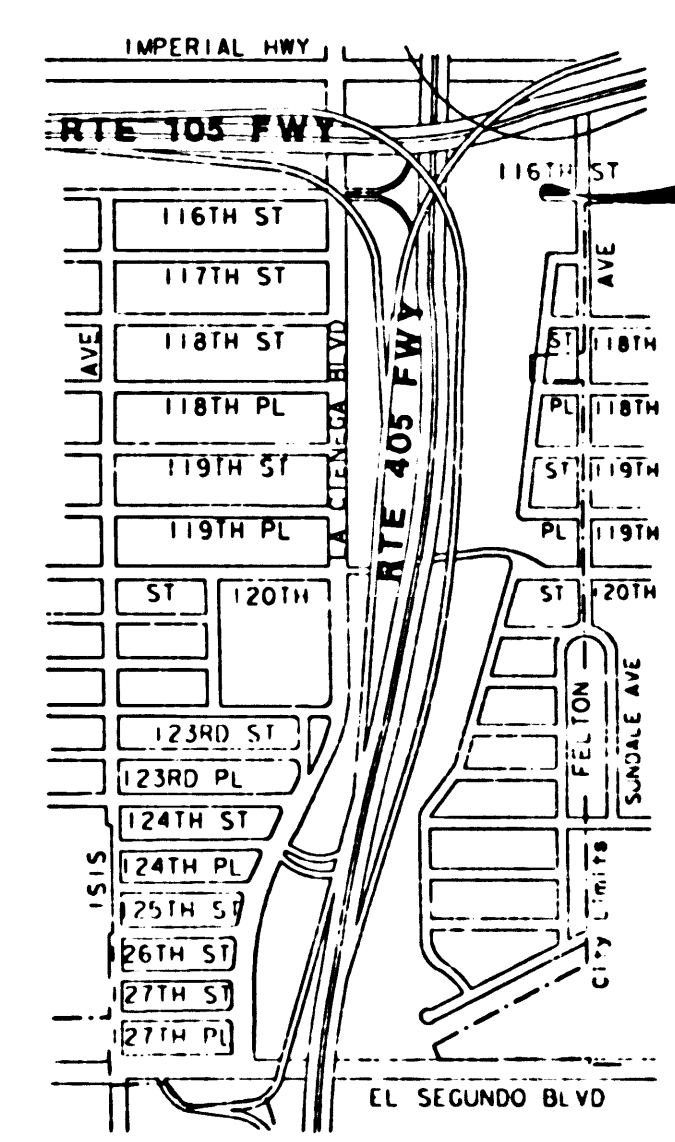 IMPERIAL HWY
RTE 105 FWY
116TH ST
116TH ST
117TH ST
AVE
118TH ST
AVE
BLVD
ST 118TH
118TH PL
CIENEGA
PL 118TH
119TH ST
RTE 405 FWY
ST 119TH
119TH PL
LA
PL 119TH
ST 120TH
ST 120TH
123RD ST
FELTON
SUNDALE AVE
123RD PL
124TH ST
124TH PL
ISIS
125TH ST
City Limits
26TH ST
27TH ST
27TH PL
EL SEGUNDO BLVD